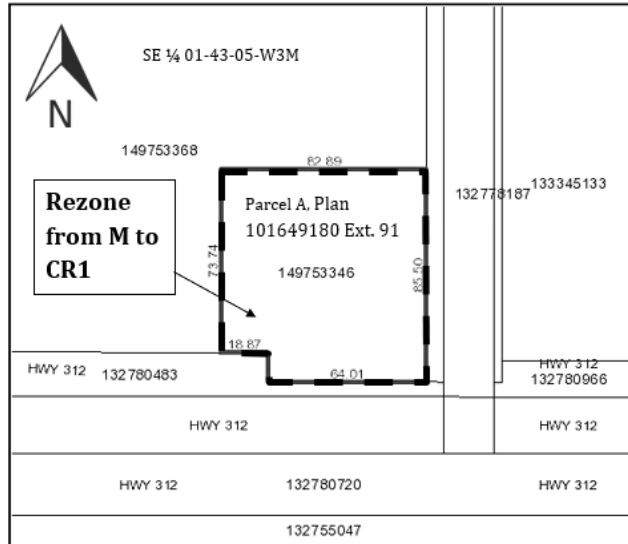 SE ¼ 01-43-05-W3M
N
149753368
82.89
132778187
133345133
Rezone
from M to
CR1
Parcel A, Plan
101649180 Ext. 91
73.74
149753346
85.50
18.87
HWY 312
132780483
64.01
HWY 312
132780966
HWY 312
HWY 312
HWY 312
132780720
HWY 312
132755047